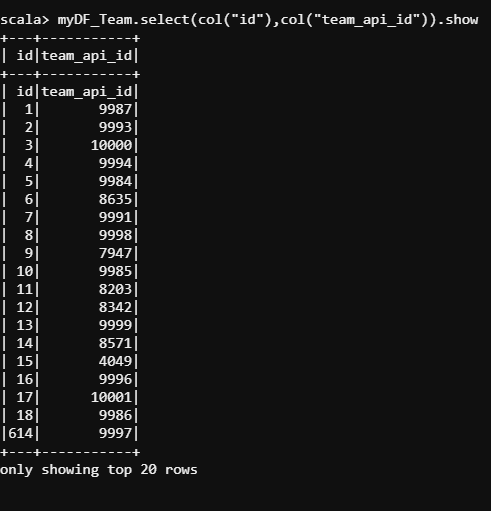 scala> myDF_Team.select(col("id"),col("team_api_id")).show
+---+-----------+
| id|team_api_id|
+---+-----------+
| id|team_api_id|
|  1|       9987|
|  2|       9993|
|  3|      10000|
|  4|       9994|
|  5|       9984|
|  6|       8635|
|  7|       9991|
|  8|       9998|
|  9|       7947|
| 10|       9985|
| 11|       8203|
| 12|       8342|
| 13|       9999|
| 14|       8571|
| 15|       4049|
| 16|       9996|
| 17|      10001|
| 18|       9986|
|614|       9997|
+---+-----------+
only showing top 20 rows